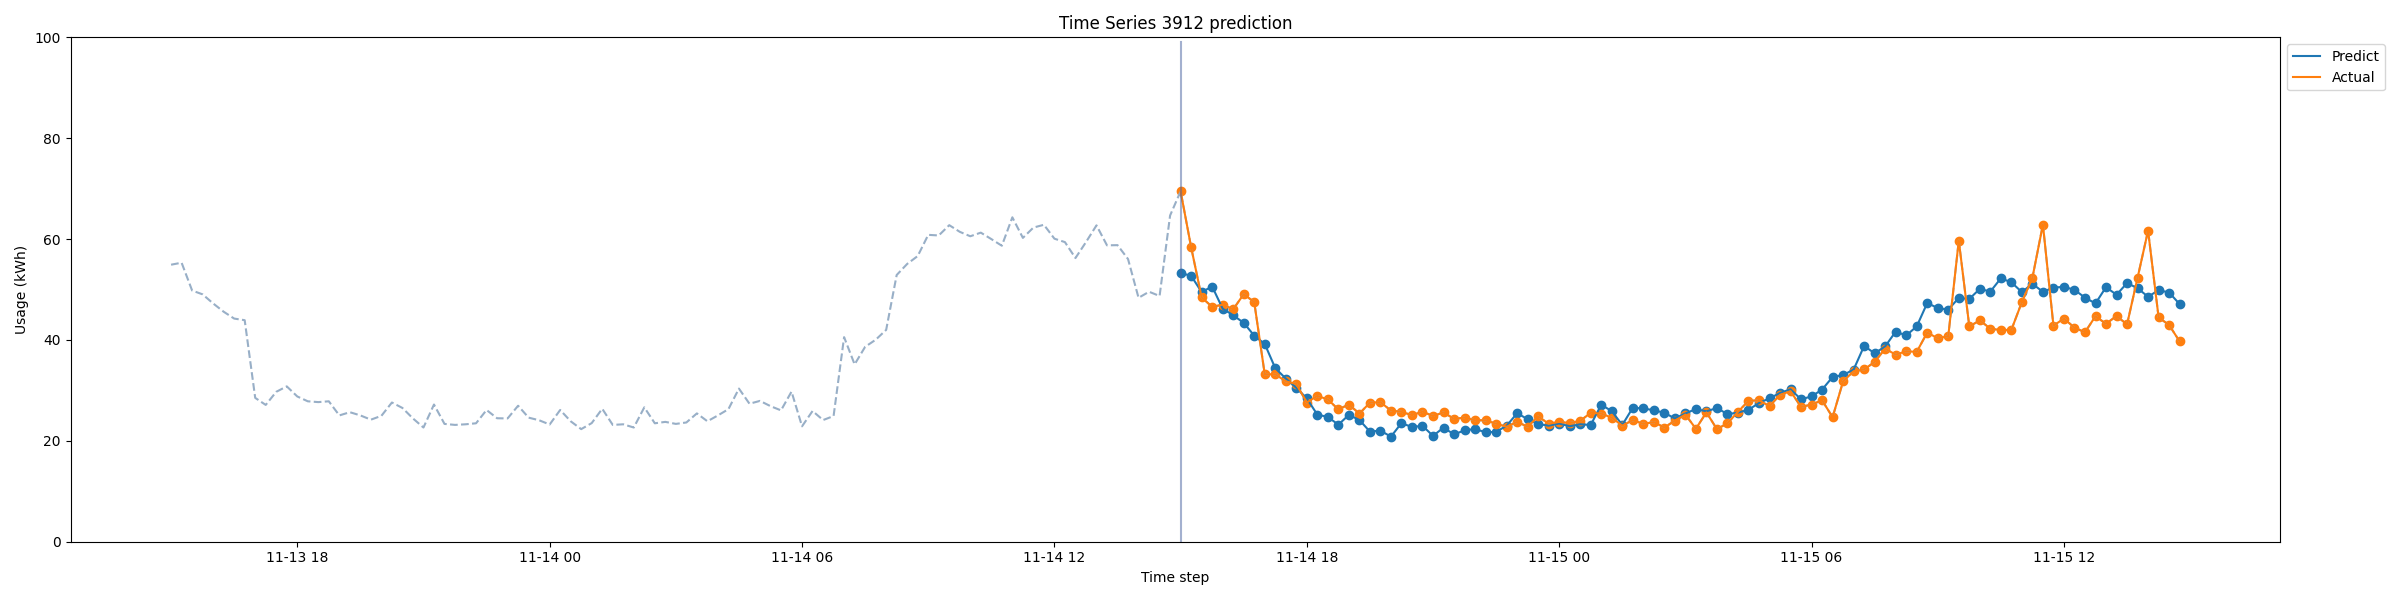 Time Series 3912 prediction
100
80
60
40
20
0
Usage (kWh)
11-13 18
11-14 00
11-14 06
11-14 12
11-14 18
11-15 00
11-15 06
11-15 12
Time step
Predict
Actual